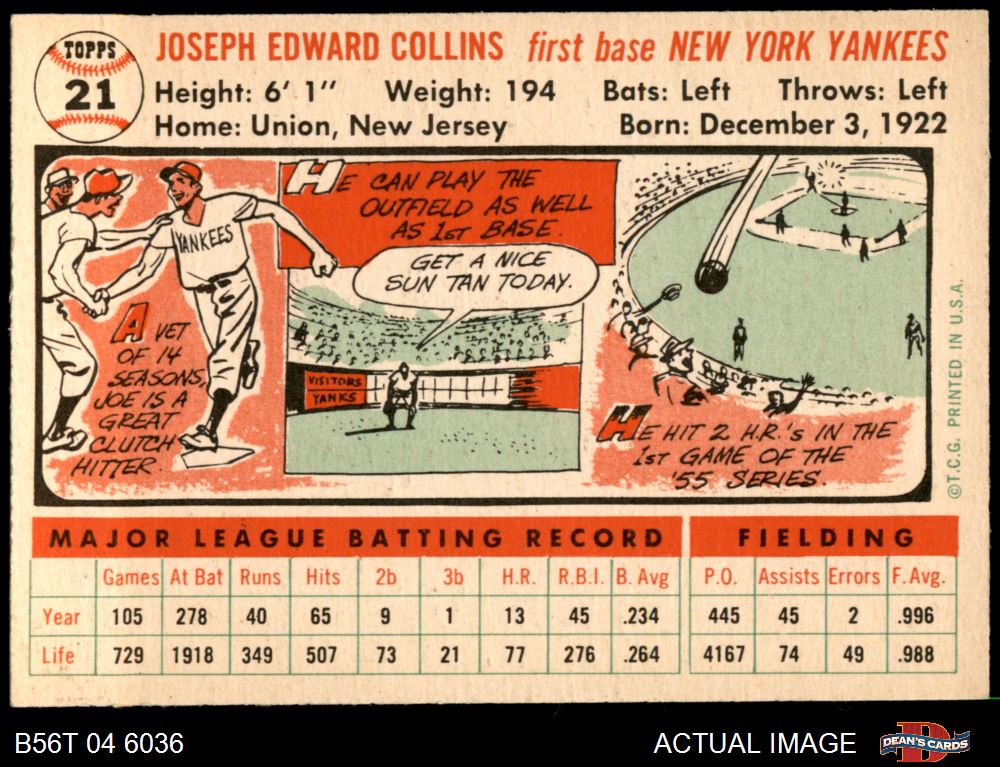 TOPPS
21
JOSEPH EDWARD COLLINS first base NEW YORK YANKEES
Height: 6' 1" Weight: 194 Bats: Left Throws: Left
Home: Union, New Jersey Born: December 3, 1922
YANKEES
A VET
OF 14
SEASONS,
JOE IS A
GREAT
CLUTCH
HITTER.
HE CAN PLAY THE
OUTFIELD AS WELL
AS 1ST BASE.
GET A NICE
SUN TAN TODAY.
VISITORS
YANKS
HE HIT 2 H.R.'s IN THE
1ST GAME OF THE
'55 SERIES.
©T.C.G. PRINTED IN U.S.A.
MAJOR LEAGUE BATTING RECORD FIELDING
Games At Bat Runs Hits 2b 3b H.R. R.B.I. B. Avg P.O. Assists Errors F. Avg.
Year 105 278 40 65 9 1 13 45 .234 445 45 2 .996
Life 729 1918 349 507 73 21 77 276 .264 4167 74 49 .988
B56T 04 6036 ACTUAL IMAGE DEAN'S CARDS